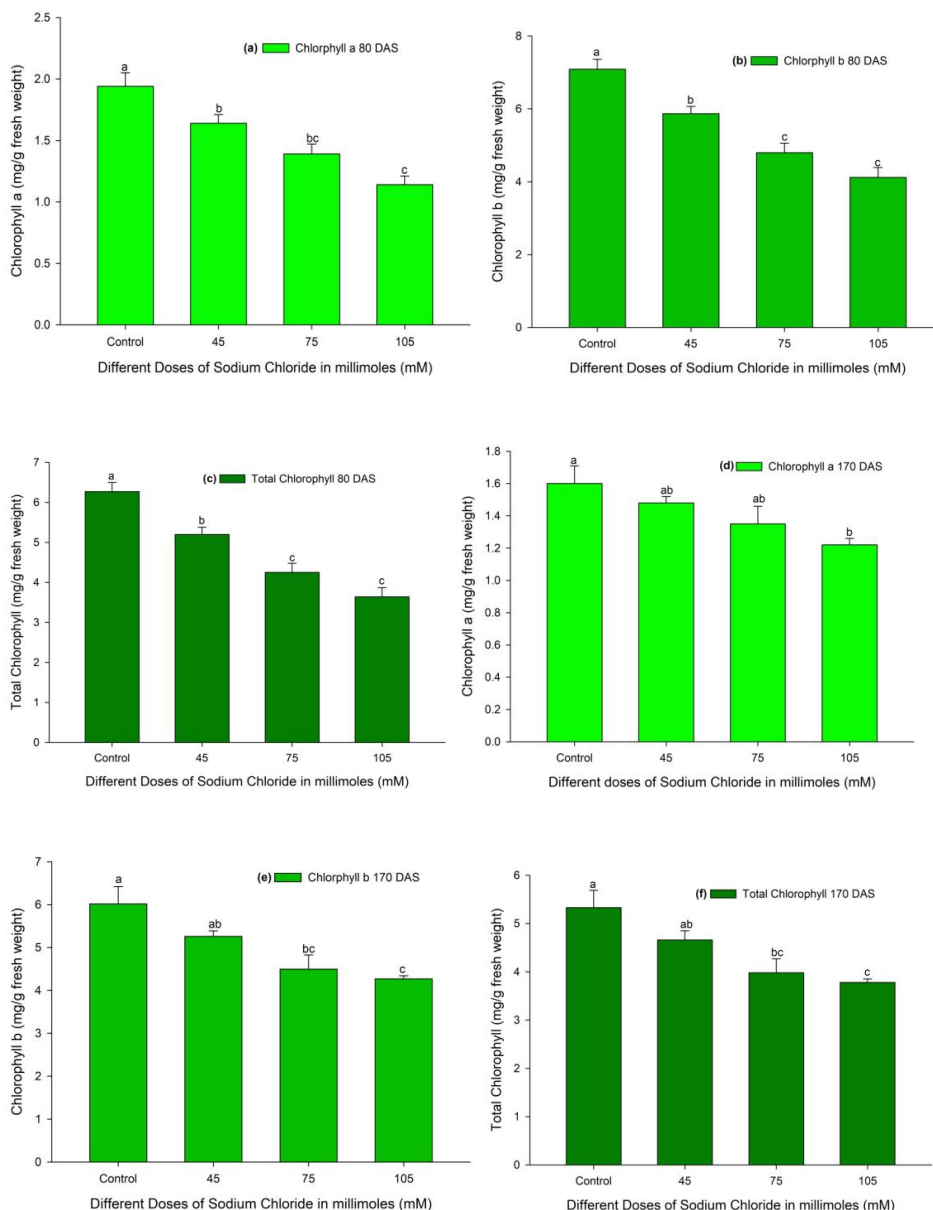 (a) Chlorphyll a 80 DAS
Chlorophyll a (mg/g fresh weight)
2.5
2.0
1.5
1.0
0.5
0.0
a
b
bc
c
Control 45 75 105
Different Doses of Sodium Chloride in millimoles (mM)
(b) Chlorphyll b 80 DAS
Chlorophyll b (mg/g fresh weight)
8
6
4
2
0
a
b
c
c
Control 45 75 105
Different Doses of Sodium Chloride in millimoles (mM)
(c) Total Chlorophyll 80 DAS
Total Chlorophyll (mg/g fresh weight)
7
6
5
4
3
2
1
0
a
b
c
c
Control 45 75 105
Different Doses of Sodium Chloride in millimoles (mM)
(d) Chlorophyll a 170 DAS
Chlorophyll a (mg/g fresh weight)
1.8
1.6
1.4
1.2
1.0
0.8
0.6
0.4
0.2
0.0
a
ab
ab
b
Control 45 75 105
Different doses of Sodium Chloride in millimoles (mM)
(e) Chlorphyll b 170 DAS
Chlorophyll b (mg/g fresh weight)
7
6
5
4
3
2
1
0
a
ab
bc
c
Control 45 75 105
Different Doses of Sodium Chloride in millimoles (mM)
(f) Total Chlorophyll 170 DAS
Total Chlorophyll (mg/g fresh weight)
6
5
4
3
2
1
0
a
ab
bc
c
Control 45 75 105
Different Doses of Sodium Chloride in millimoles (mM)